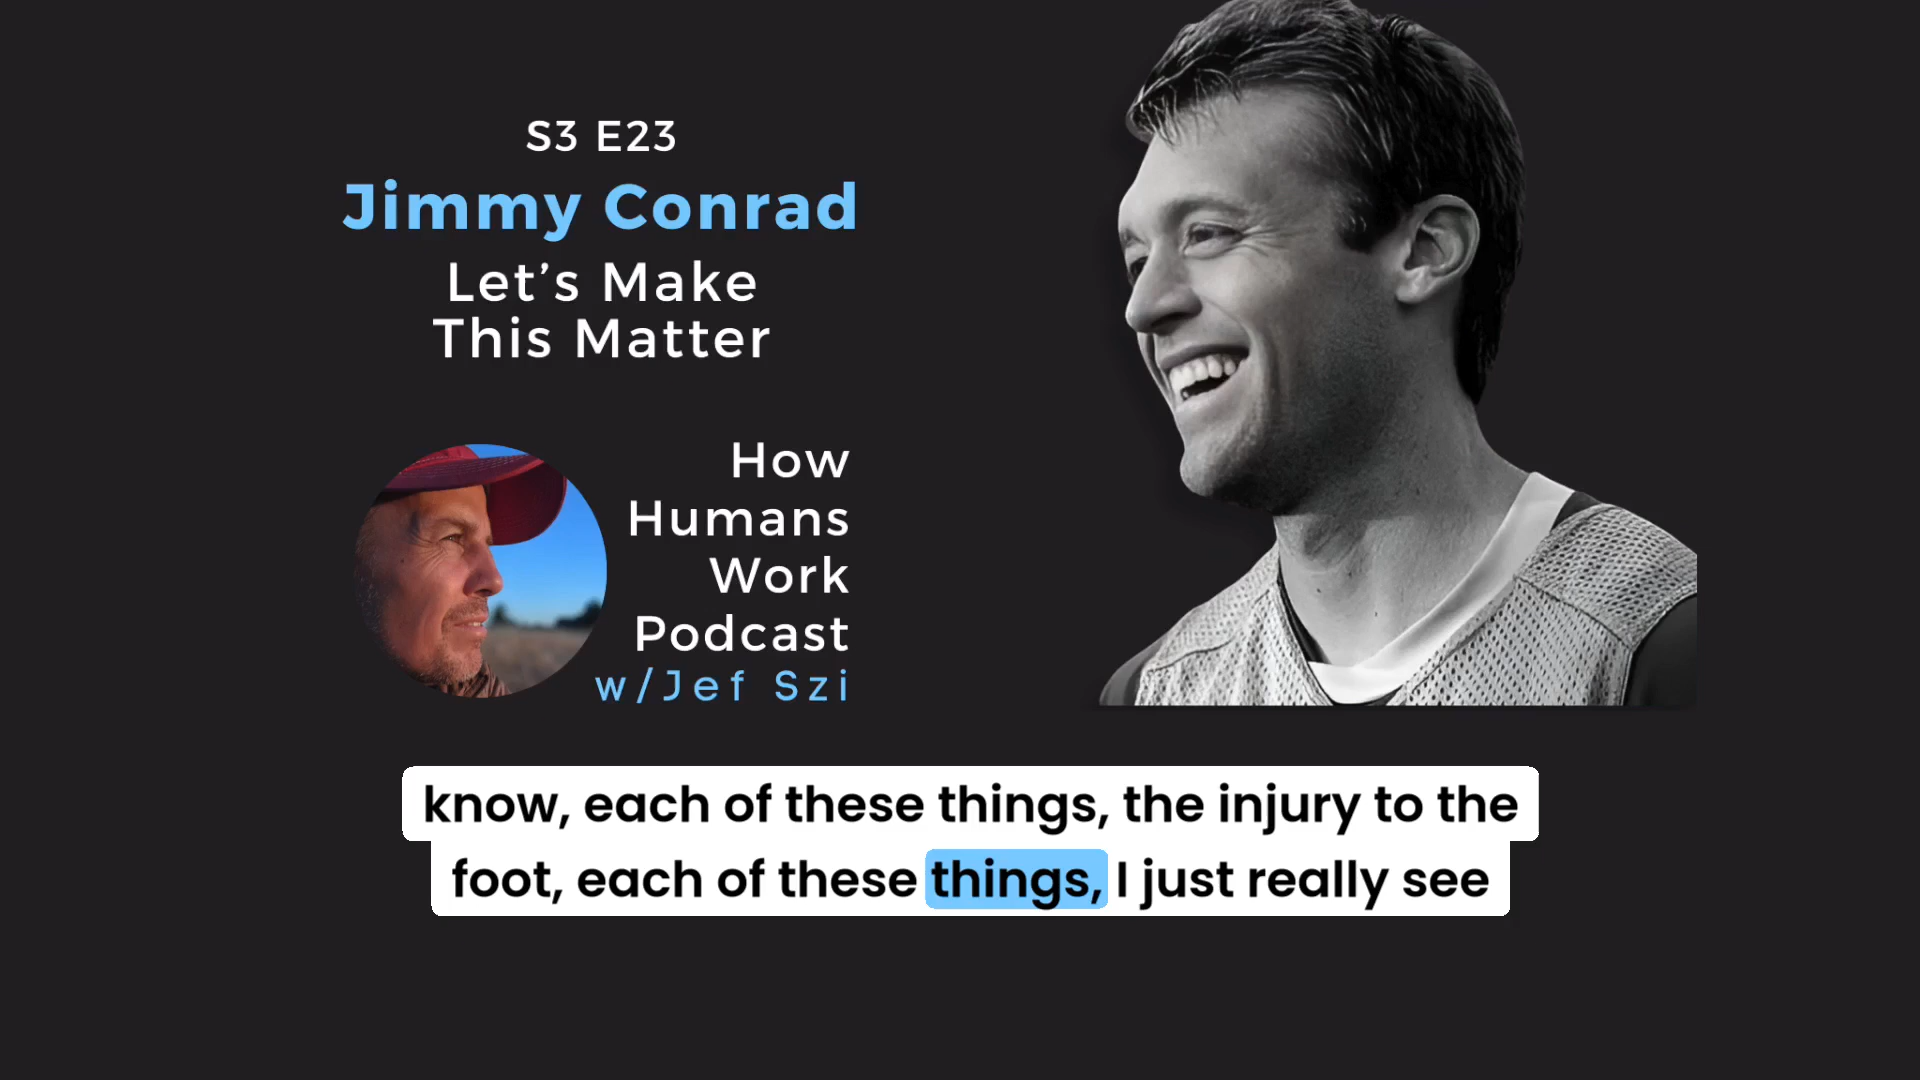 S3 E23
Jimmy Conrad
Let’s Make
This Matter
How
Humans
Work
Podcast
w/Jef Szi
know, each of these things, the injury to the
foot, each of these things, I just really see